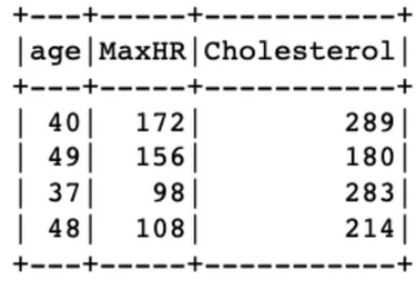 +---+-----+-----------+
|age|MaxHR|Cholesterol|
+---+-----+-----------+
| 40|  172|        289|
| 49|  156|        180|
| 37|   98|        283|
| 48|  108|        214|
+---+-----+-----------+